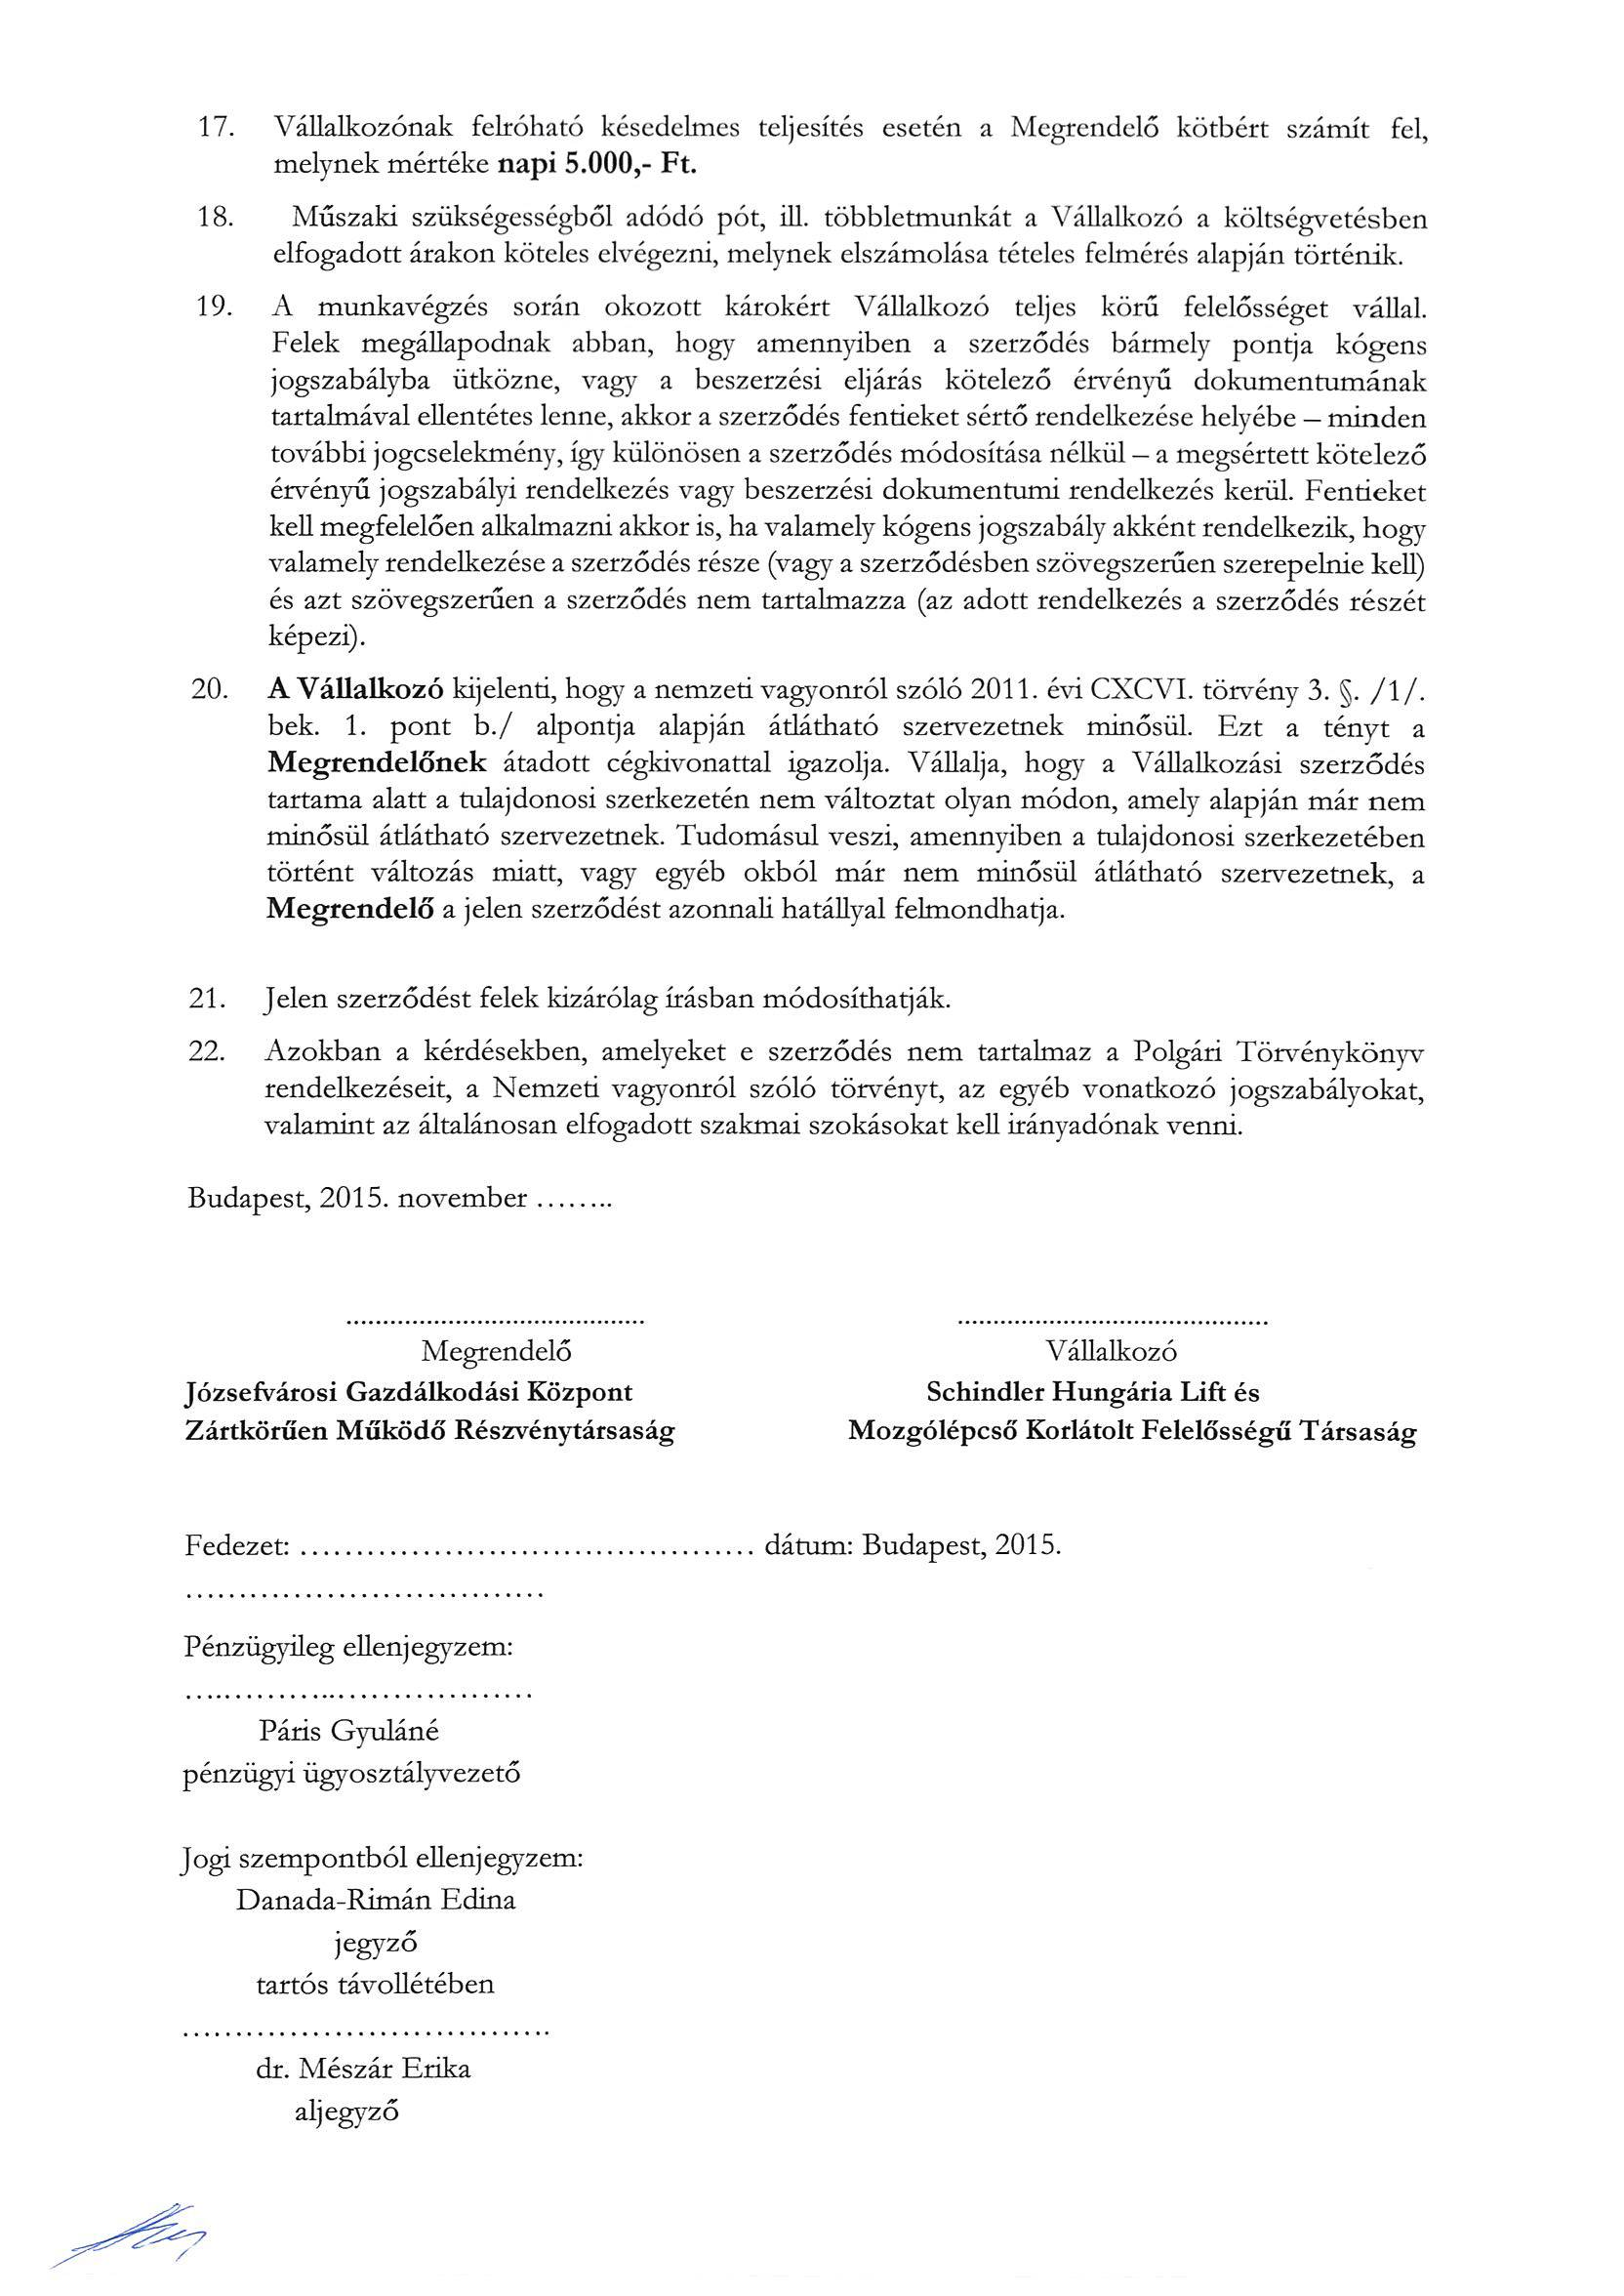 17. Vállalkozónak felróható késedelmes teljesítés esetén a Megrendelő kötbért számít fel,
melynek mértéke napi 5.000,- Ft.
18. Műszaki szükségességből adódó pót, ill. többletmunkát a Vállalkozó a költségvetésben
elfogadott árakon köteles elvégezni, melynek elszámolása tételes felmérés alapján történik.
19. A munkavégzés során okozott károkért Vállalkozó teljes körű felelősséget vállal.
Felek megállapodnak abban, hogy amennyiben a szerződés bármely pontja kógens
jogszabályba ütközne, vagy a beszerzési eljárás kötelező érvényű dokumentumának
tartalmával ellentétes lenne, akkor a szerződés fentieket sértő rendelkezése helyébe – minden
további jogcselekmény, így különösen a szerződés módosítása nélkül – a megsértett kötelező
érvényű jogszabályi rendelkezés vagy beszerzési dokumentumi rendelkezés kerül. Fentieket
kell megfelelően alkalmazni akkor is, ha valamely kógens jogszabály akként rendelkezik, hogy
valamely rendelkezése a szerződés része (vagy a szerződésben szövegszerűen szerepelnie kell)
és azt szövegszerűen a szerződés nem tartalmazza (az adott rendelkezés a szerződés részét
képezi).
20. A Vállalkozó kijelenti, hogy a nemzeti vagyonról szóló 2011. évi CXCVI. törvény 3. §. /1/.
bek. 1. pont b./ alpontja alapján átlátható szervezetnek minősül. Ezt a tényt a
Megrendelőnek átadott cégkivonattal igazolja. Vállalja, hogy a Vállalkozási szerződés
tartama alatt a tulajdonosi szerkezetén nem változtat olyan módon, amely alapján már nem
minősül átlátható szervezetnek. Tudomásul veszi, amennyiben a tulajdonosi szerkezetében
történt változás miatt, vagy egyéb okból már nem minősül átlátható szervezetnek, a
Megrendelő a jelen szerződést azonnali hatállyal felmondhatja.
21. Jelen szerződést felek kizárólag írásban módosíthatják.
22. Azokban a kérdésekben, amelyeket e szerződés nem tartalmaz a Polgári Törvénykönyv
rendelkezéseit, a Nemzeti vagyonról szóló törvényt, az egyéb vonatkozó jogszabályokat,
valamint az általánosan elfogadott szakmai szokásokat kell irányadónak venni.
Budapest, 2015. november ........
......................................... .........................................
Megrendelő Vállalkozó
Józsefvárosi Gazdálkodási Központ Schindler Hungária Lift és
Zártkörűen Működő Részvénytársaság Mozgólépcső Korlátolt Felelősségű Társaság
Fedezet: ......................................... dátum: Budapest, 2015.
.................................
Pénzügyileg ellenjegyzem:
.................................
Páris Gyuláné
pénzügyi ügyosztályvezető
Jogi szempontból ellenjegyzem:
Danada-Rimán Edina
jegyző
tartós távollétében
.................................
dr. Mészár Erika
aljegyző